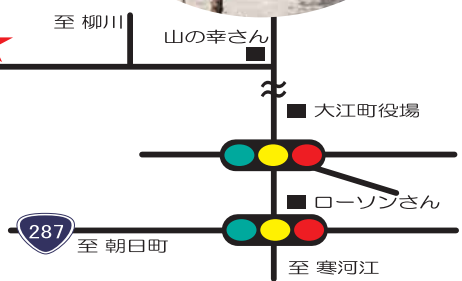 至 柳川
山の幸さん
大江町役場
ローソンさん
287
至 朝日町
至 寒河江